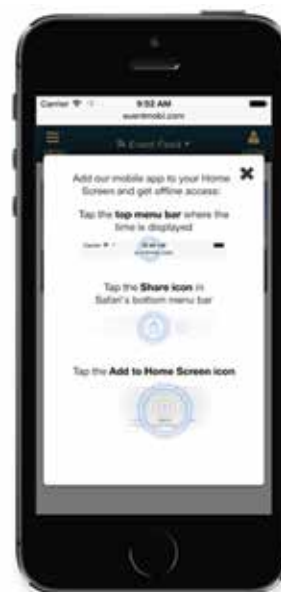 Carrier 9:52 AM
eventmobi.com
Event Feed
Add our mobile app to your Home
Screen and get offline access:
Tap the top menu bar where the
time is displayed
Tap the Share icon in
Safari's bottom menu bar
Tap the Add to Home Screen icon